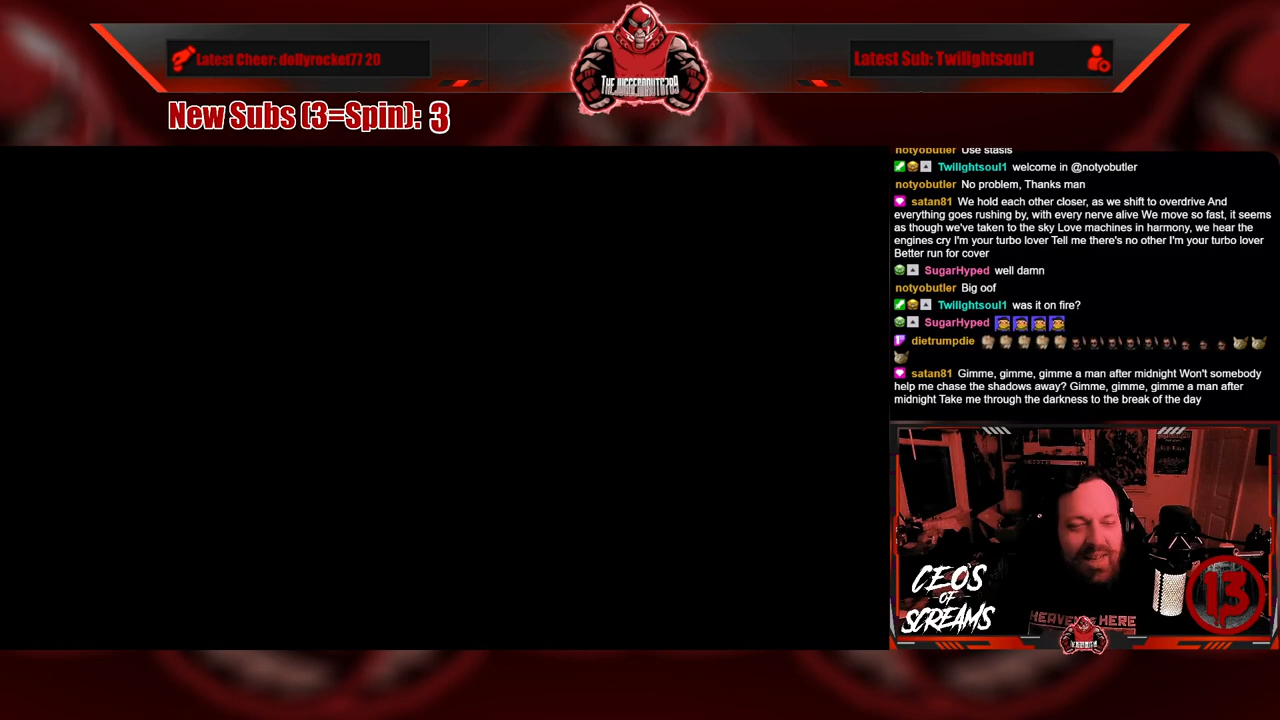 Latest Cheer: dollyrocket77 20
THEJUGGERNAUT6789
Latest Sub: Twilightsoul1
New Subs (3=Spin): 3
notyobutler Use stasis
Twilightsoul1 welcome in @notyobutler
notyobutler No problem, Thanks man
satan81 We hold each other closer, as we shift to overdrive And
everything goes rushing by, with every nerve alive We move so fast, it seems
as though we've taken to the sky Love machines in harmony, we hear the
engines cry I'm your turbo lover Tell me there's no other I'm your turbo lover
Better run for cover
SugarHyped well damn
notyobutler Big oof
Twilightsoul1 was it on fire?
SugarHyped
dietrumpdie
satan81 Gimme, gimme, gimme a man after midnight Won't somebody
help me chase the shadows away? Gimme, gimme, gimme a man after
midnight Take me through the darkness to the break of the day
CEO'S
OF
SCREAMS
13
HEAVEN HERE